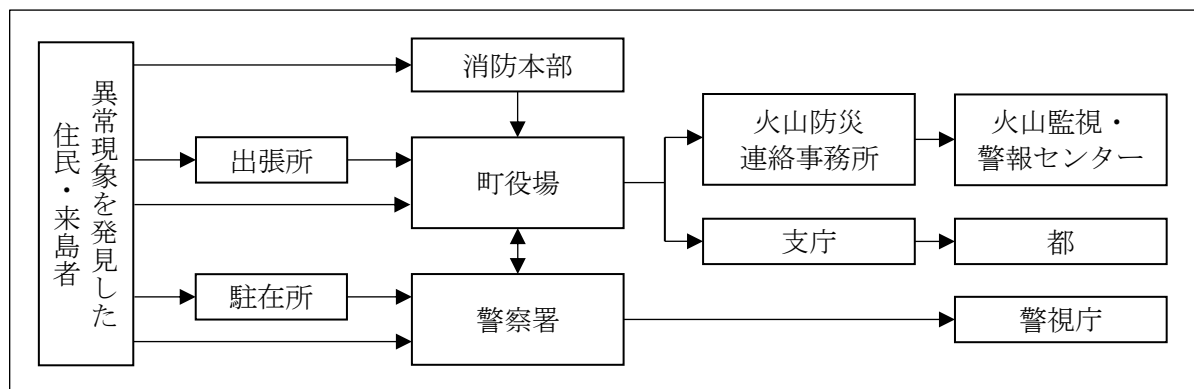 異常現象を発見した
住民・来島者
消防本部
出張所
町役場
駐在所
警察署
火山防災
連絡事務所
火山監視・
警報センター
支庁
都
警視庁